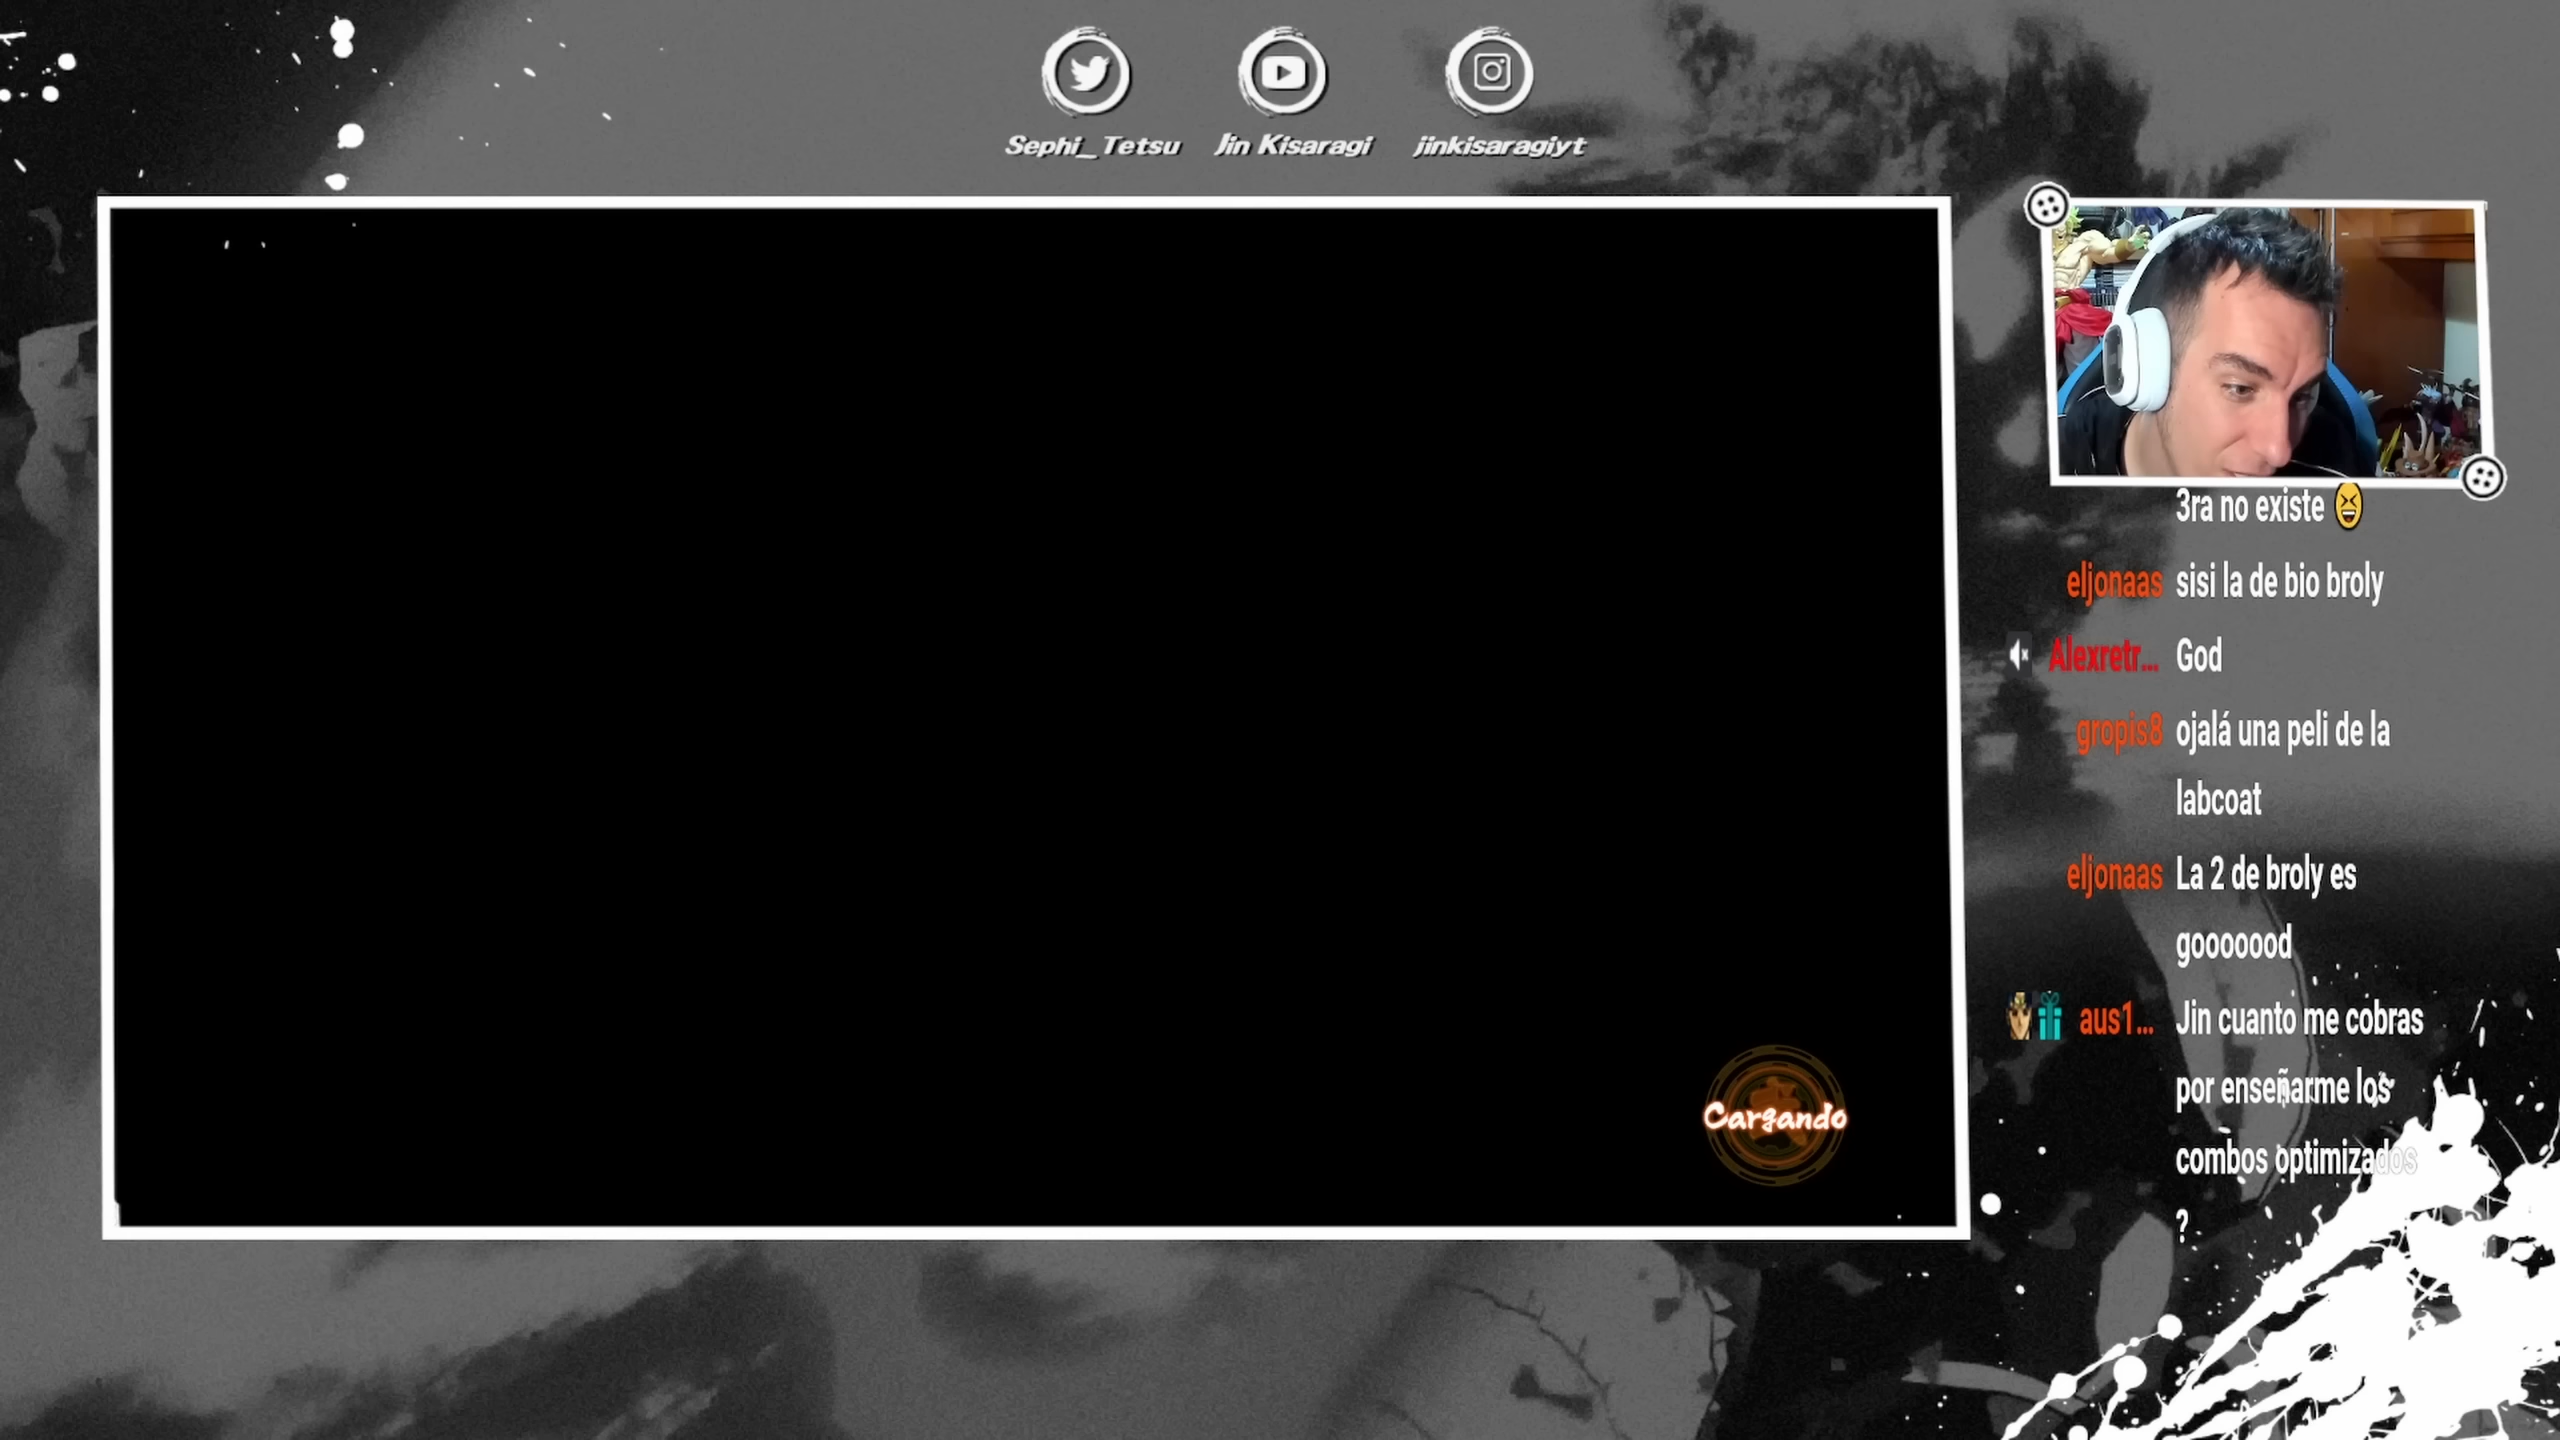 Sephi_Tetsu
Jin Kisaragi
jinkisaragiyt
3ra no existe 😆
eljonaas sisi la de bio broly
Alexretr... God
gropis8 ojalá una peli de la
labcoat
eljonaas La 2 de broly es
gooooood
aus1... Jin cuanto me cobras
por enseñarme los
combos optimizados
?
Cargando